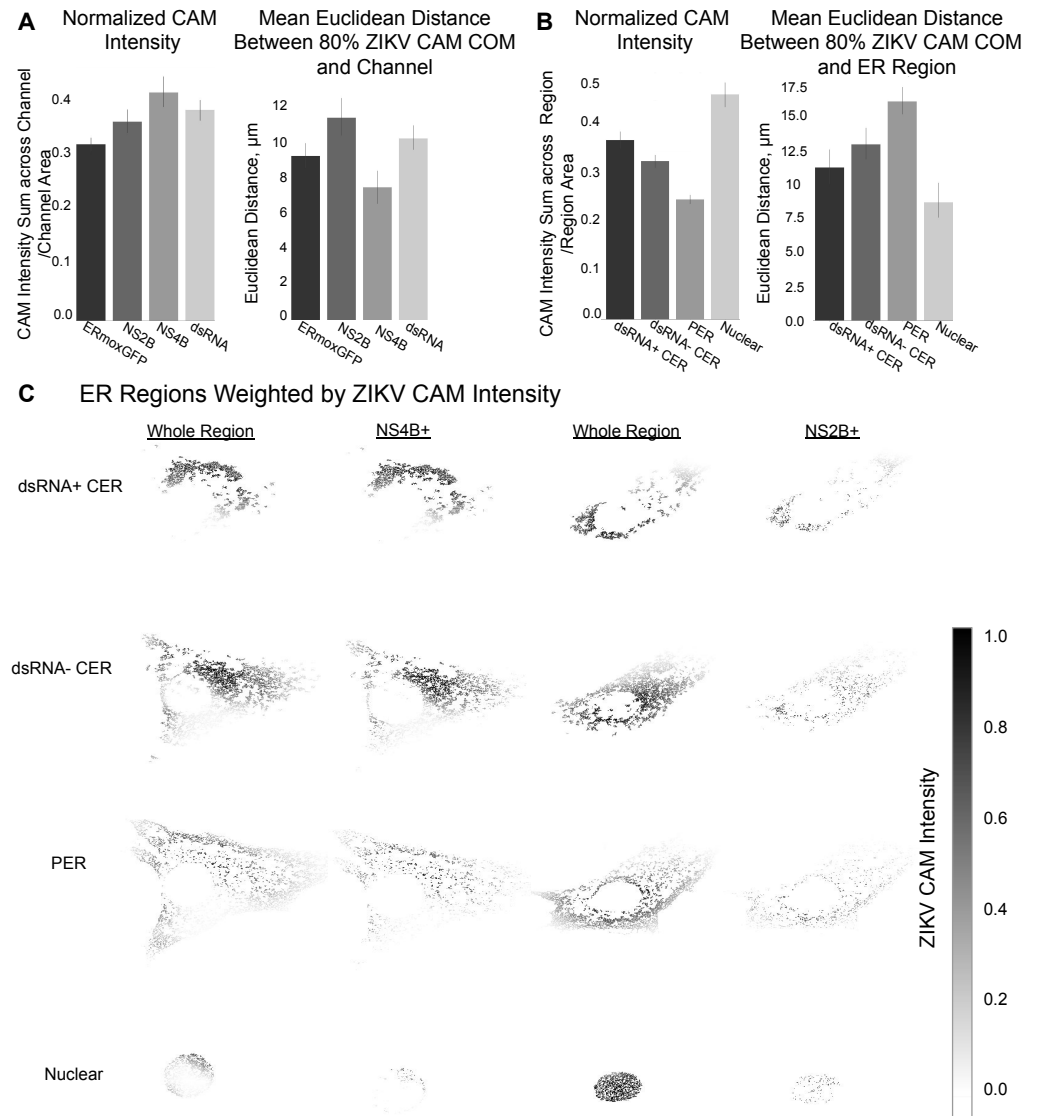 A
Normalized CAM
Intensity
Mean Euclidean Distance
Between 80% ZIKV CAM COM
and Channel
CAM Intensity Sum across Channel
/Channel Area
0.4
0.3
0.2
0.1
0.0
ERmoxGFP
NS2B
NS4B
dsRNA
Euclidean Distance, µm
12
10
8
6
4
2
0
ERmoxGFP
NS2B
NS4B
dsRNA
B
Normalized CAM
Intensity
Mean Euclidean Distance
Between 80% ZIKV CAM COM
and ER Region
CAM Intensity Sum across Region
/Region Area
0.5
0.4
0.3
0.2
0.1
0.0
dsRNA+ CER
dsRNA- CER
PER
Nuclear
Euclidean Distance, µm
17.5
15.0
12.5
10
7.5
5.0
2.5
0.0
dsRNA+ CER
dsRNA- CER
PER
Nuclear
C
ER Regions Weighted by ZIKV CAM Intensity
Whole Region
NS4B+
Whole Region
NS2B+
dsRNA+ CER
dsRNA- CER
PER
Nuclear
ZIKV CAM Intensity
1.0
0.8
0.6
0.4
0.2
0.0